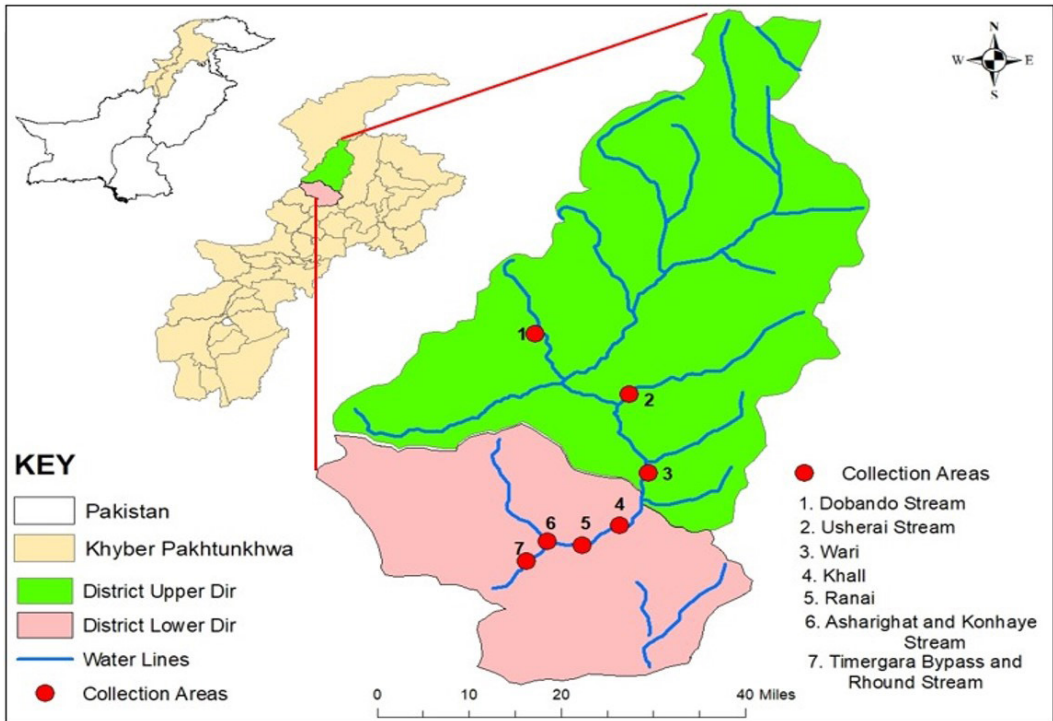 N
W E
S
1
2
3
4
5
6
7
KEY
Pakistan
Khyber Pakhtunkhwa
District Upper Dir
District Lower Dir
Water Lines
Collection Areas
Collection Areas
1. Dobando Stream
2. Usherai Stream
3. Wari
4. Khall
5. Ranai
6. Asharighat and Konhaye
Stream
7. Timergara Bypass and
Rhound Stream
0 10 20 40 Miles